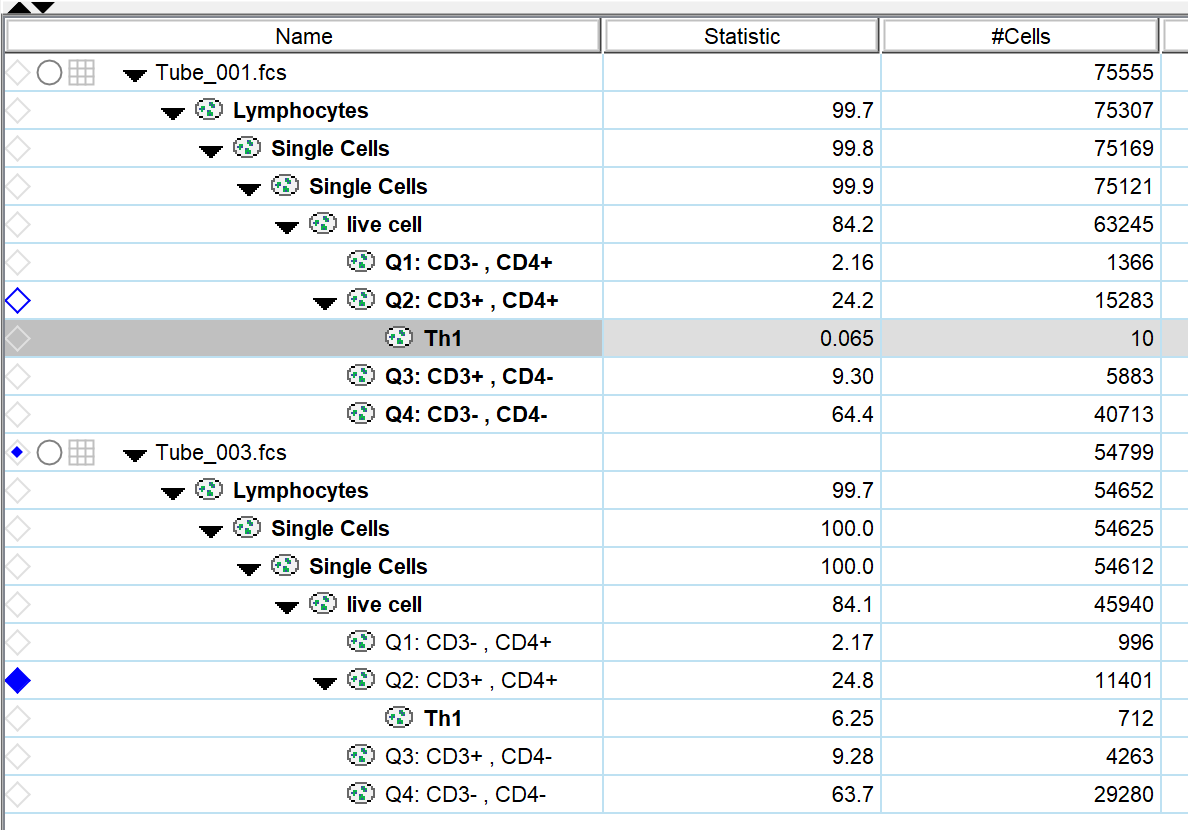 Name Statistic #Cells
Tube_001.fcs 75555
Lymphocytes 99.7 75307
Single Cells 99.8 75169
Single Cells 99.9 75121
live cell 84.2 63245
Q1: CD3- , CD4+ 2.16 1366
Q2: CD3+ , CD4+ 24.2 15283
Th1 0.065 10
Q3: CD3+ , CD4- 9.30 5883
Q4: CD3- , CD4- 64.4 40713
Tube_003.fcs 54799
Lymphocytes 99.7 54652
Single Cells 100.0 54625
Single Cells 100.0 54612
live cell 84.1 45940
Q1: CD3- , CD4+ 2.17 996
Q2: CD3+ , CD4+ 24.8 11401
Th1 6.25 712
Q3: CD3+ , CD4- 9.28 4263
Q4: CD3- , CD4- 63.7 29280